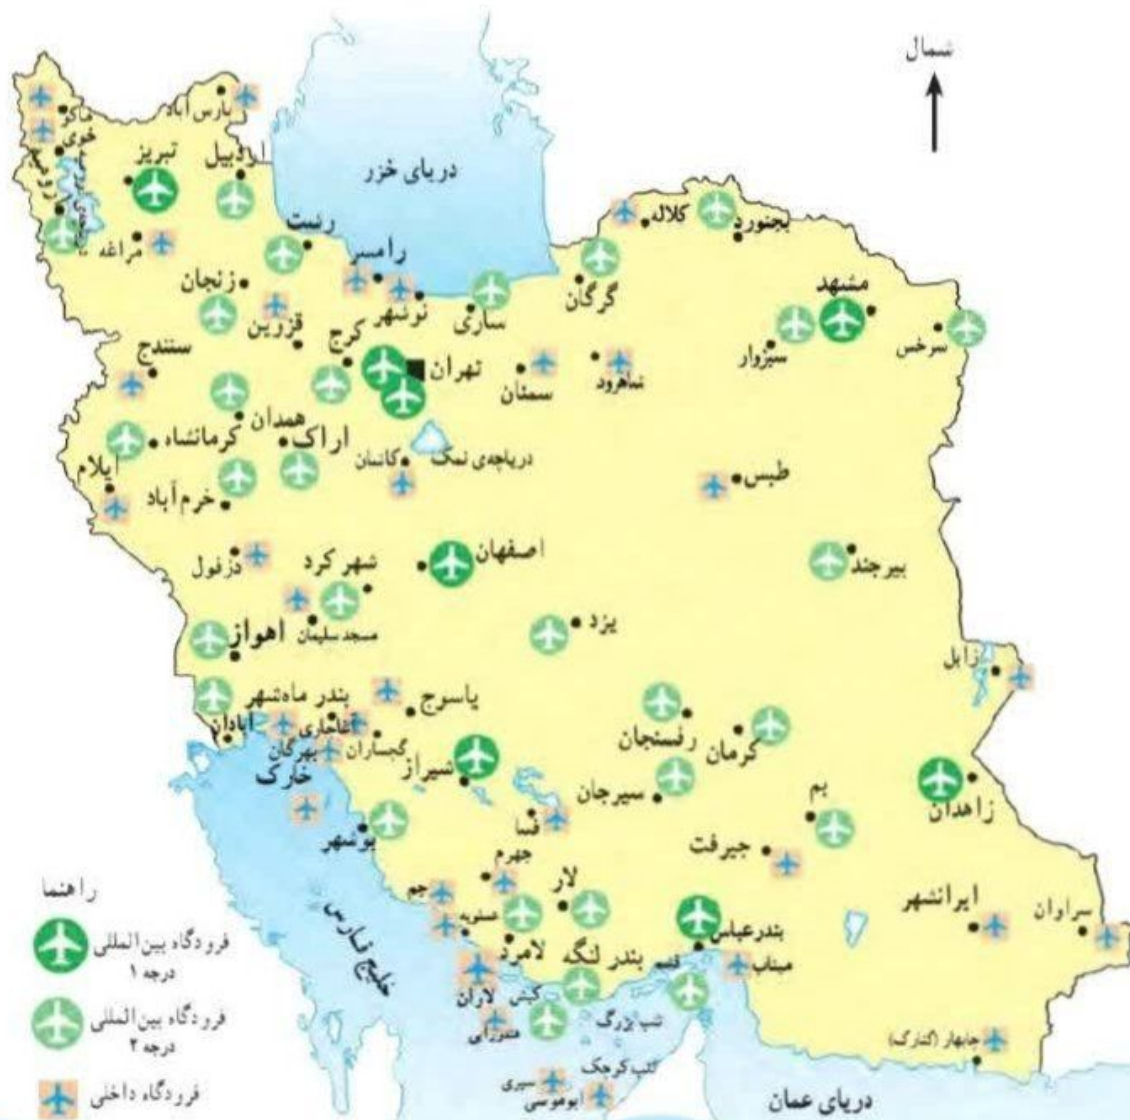 شمال
پارس آباد
ماکو
خوی
تبریز
اردبیل
دریای خزر
کلاله
بجنورد
رشت
مراغه
رامسر
زنجان
گرگان
مشهد
نوشهر
ساری
قزوین
کرج
سبزوار
سرخس
سنندج
تهران
سمنان
شاهرود
همدان
کرمانشاه
اراک
کاشان
دریاچه‌ی نمک
ایلام
طبس
خرم آباد
اصفهان
دزفول
شهر کرد
بیرجند
مسجد سلیمان
اهواز
یزد
زابل
بندر ماه‌شهر
یاسوج
آبادان
آغاجاری
رفسنجان
کرمان
بهرگان
گچساران
خارک
شیراز
سیرجان
بم
زاهدان
فسا
بوشهر
جیرفت
جهرم
جم
لار
ایرانشهر
سراوان
عسلویه
بندرعباس
لامرد
بندر لنگه
قشم
میناب
خلیج فارس
لاوان
کیش
تنب بزرگ
چابهار (کنارک)
سیری
ابوموسی
دریای عمان
راهنما
فرودگاه بین‌المللی
درجه ۱
فرودگاه بین‌المللی
درجه ۲
فرودگاه داخلی